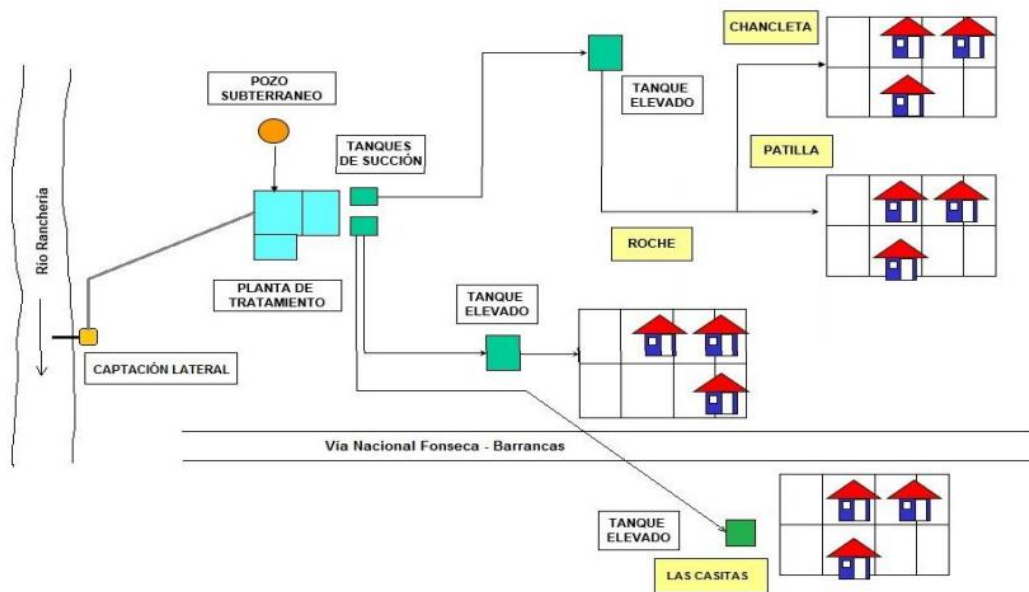 CHANCLETA
POZO
SUBTERRANEO
TANQUE
ELEVADO
TANQUES
DE SUCCIÓN
PATILLA
Rio Rancheria
ROCHE
PLANTA DE
TRATAMIENTO
TANQUE
ELEVADO
CAPTACIÓN LATERAL
Vía Nacional Fonseca - Barrancas
TANQUE
ELEVADO
LAS CASITAS